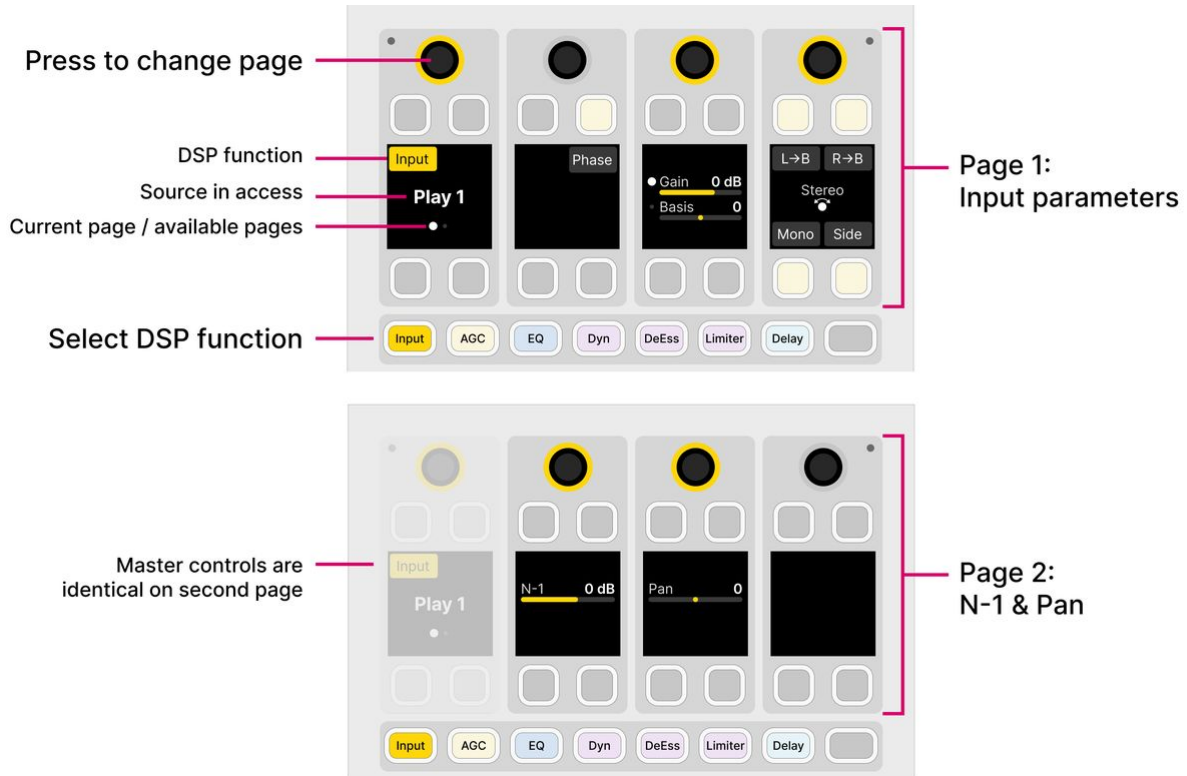 Press to change page
DSP function
Source in access
Current page / available pages
Select DSP function
Input
Play 1
Phase
Gain 0 dB
Basis 0
L→B R→B
Stereo
Mono Side
Input AGC EQ Dyn DeEss Limiter Delay
Page 1:
Input parameters
Master controls are
identical on second page
Input
Play 1
N-1 0 dB
Pan 0
Input AGC EQ Dyn DeEss Limiter Delay
Page 2:
N-1 & Pan